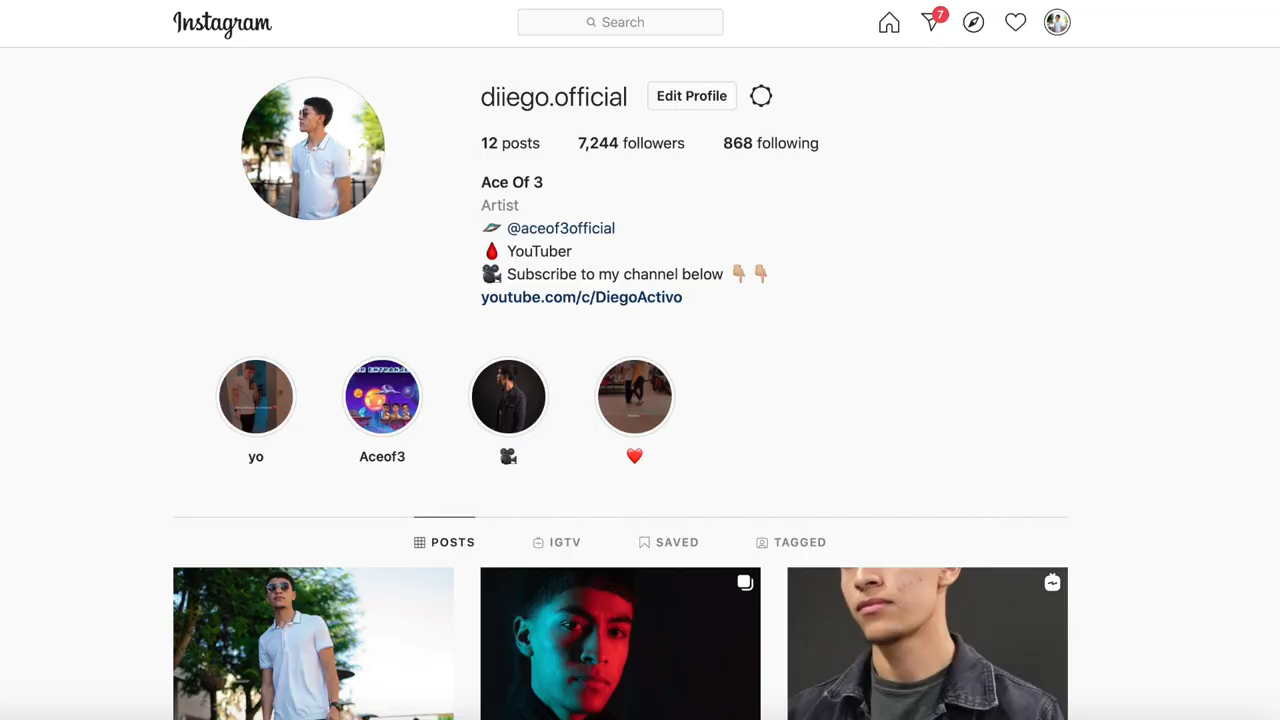 Instagram
Search
7
diiego.official
Edit Profile
12 posts
7,244 followers
868 following
Ace Of 3
Artist
@aceof3official
YouTuber
Subscribe to my channel below
youtube.com/c/DiegoActivo
yo
Aceof3
POSTS
IGTV
SAVED
TAGGED